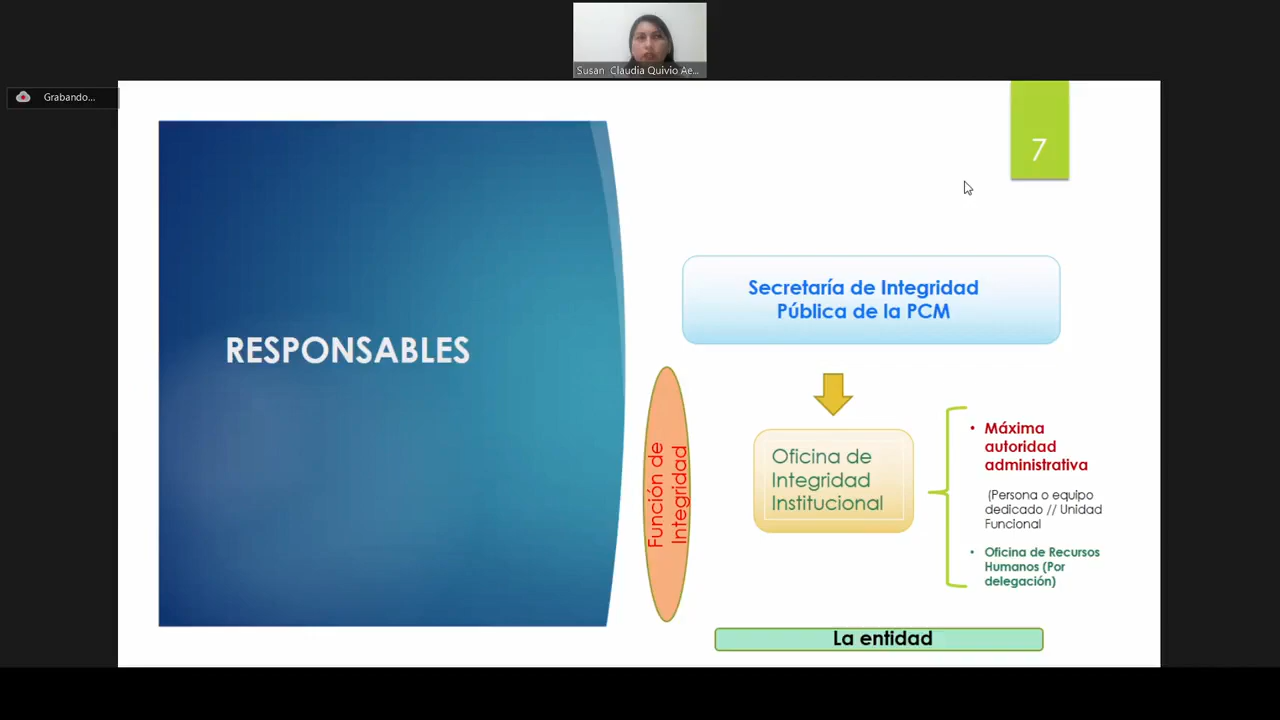 Susan Claudia Quivio Ae...
Grabando...
7
RESPONSABLES
Secretaría de Integridad
Pública de la PCM
Función de
Integridad
Oficina de
Integridad
Institucional
• Máxima
autoridad
administrativa
(Persona o equipo
dedicado // Unidad
Funcional
• Oficina de Recursos
Humanos (Por
delegación)
La entidad